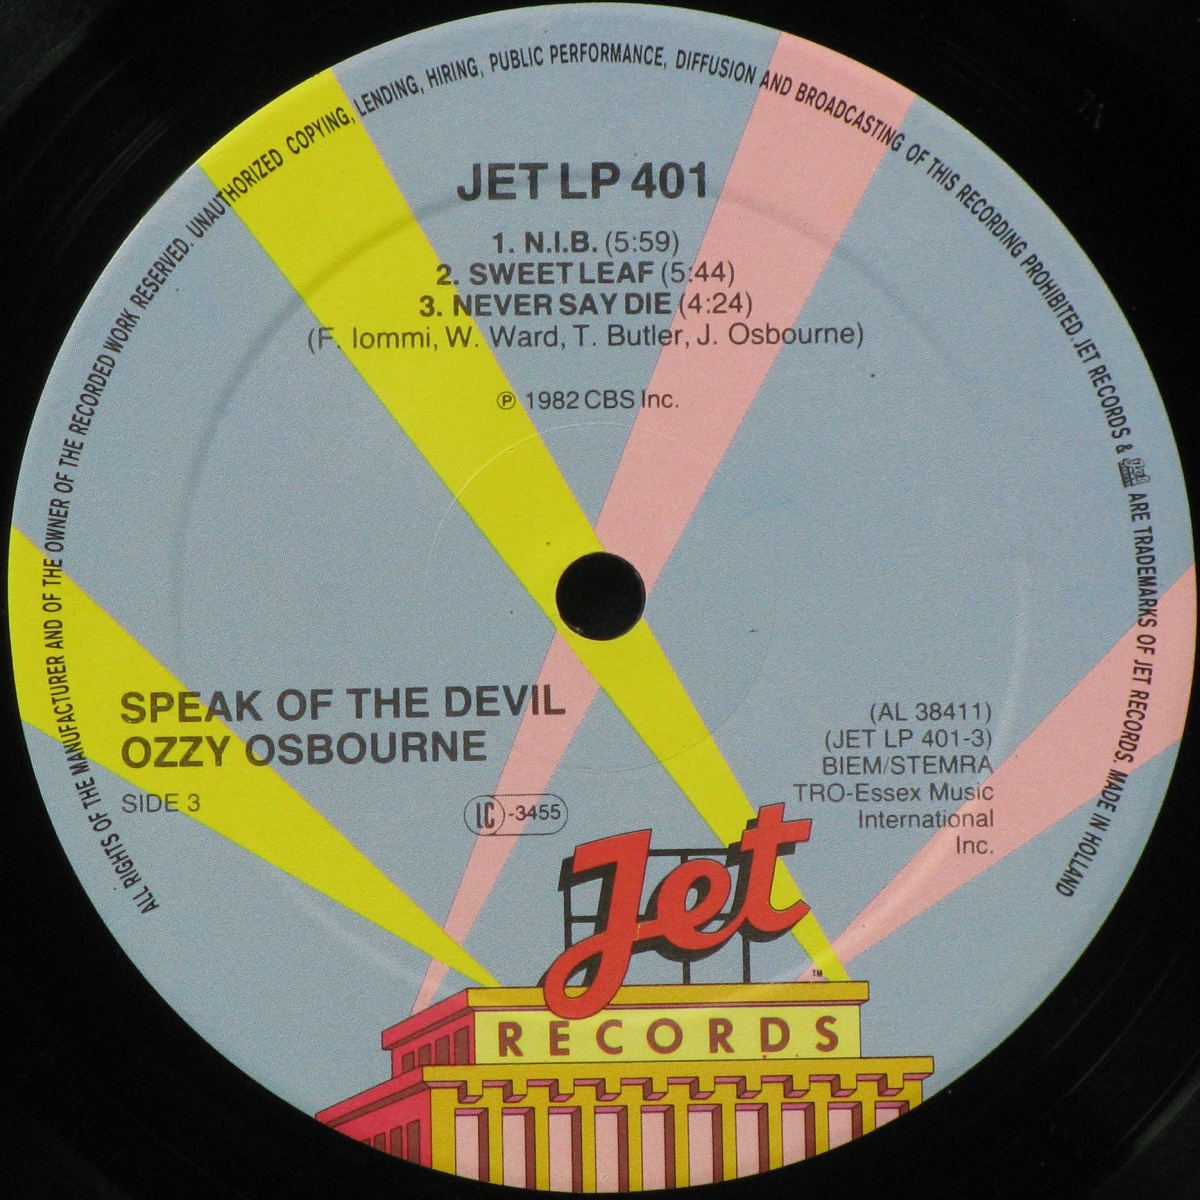 ALL RIGHTS OF THE MANUFACTURER AND OF THE OWNER OF THE RECORDED WORK RESERVED. UNAUTHORIZED COPYING, LENDING, HIRING, PUBLIC PERFORMANCE, DIFFUSION AND BROADCASTING OF THIS RECORDING PROHIBITED. JET RECORDS & Jet ARE TRADEMARKS OF JET RECORDS. MADE IN HOLLAND
JET LP 401
1. N.I.B. (5:59)
2. SWEET LEAF (5:44)
3. NEVER SAY DIE (4:24)
(F. Iommi, W. Ward, T. Butler, J. Osbourne)
℗ 1982 CBS Inc.
SPEAK OF THE DEVIL
OZZY OSBOURNE
SIDE 3
LC-3455
(AL 38411)
(JET LP 401-3)
BIEM/STEMRA
TRO-Essex Music
International
Inc.
Jet
TM
RECORDS